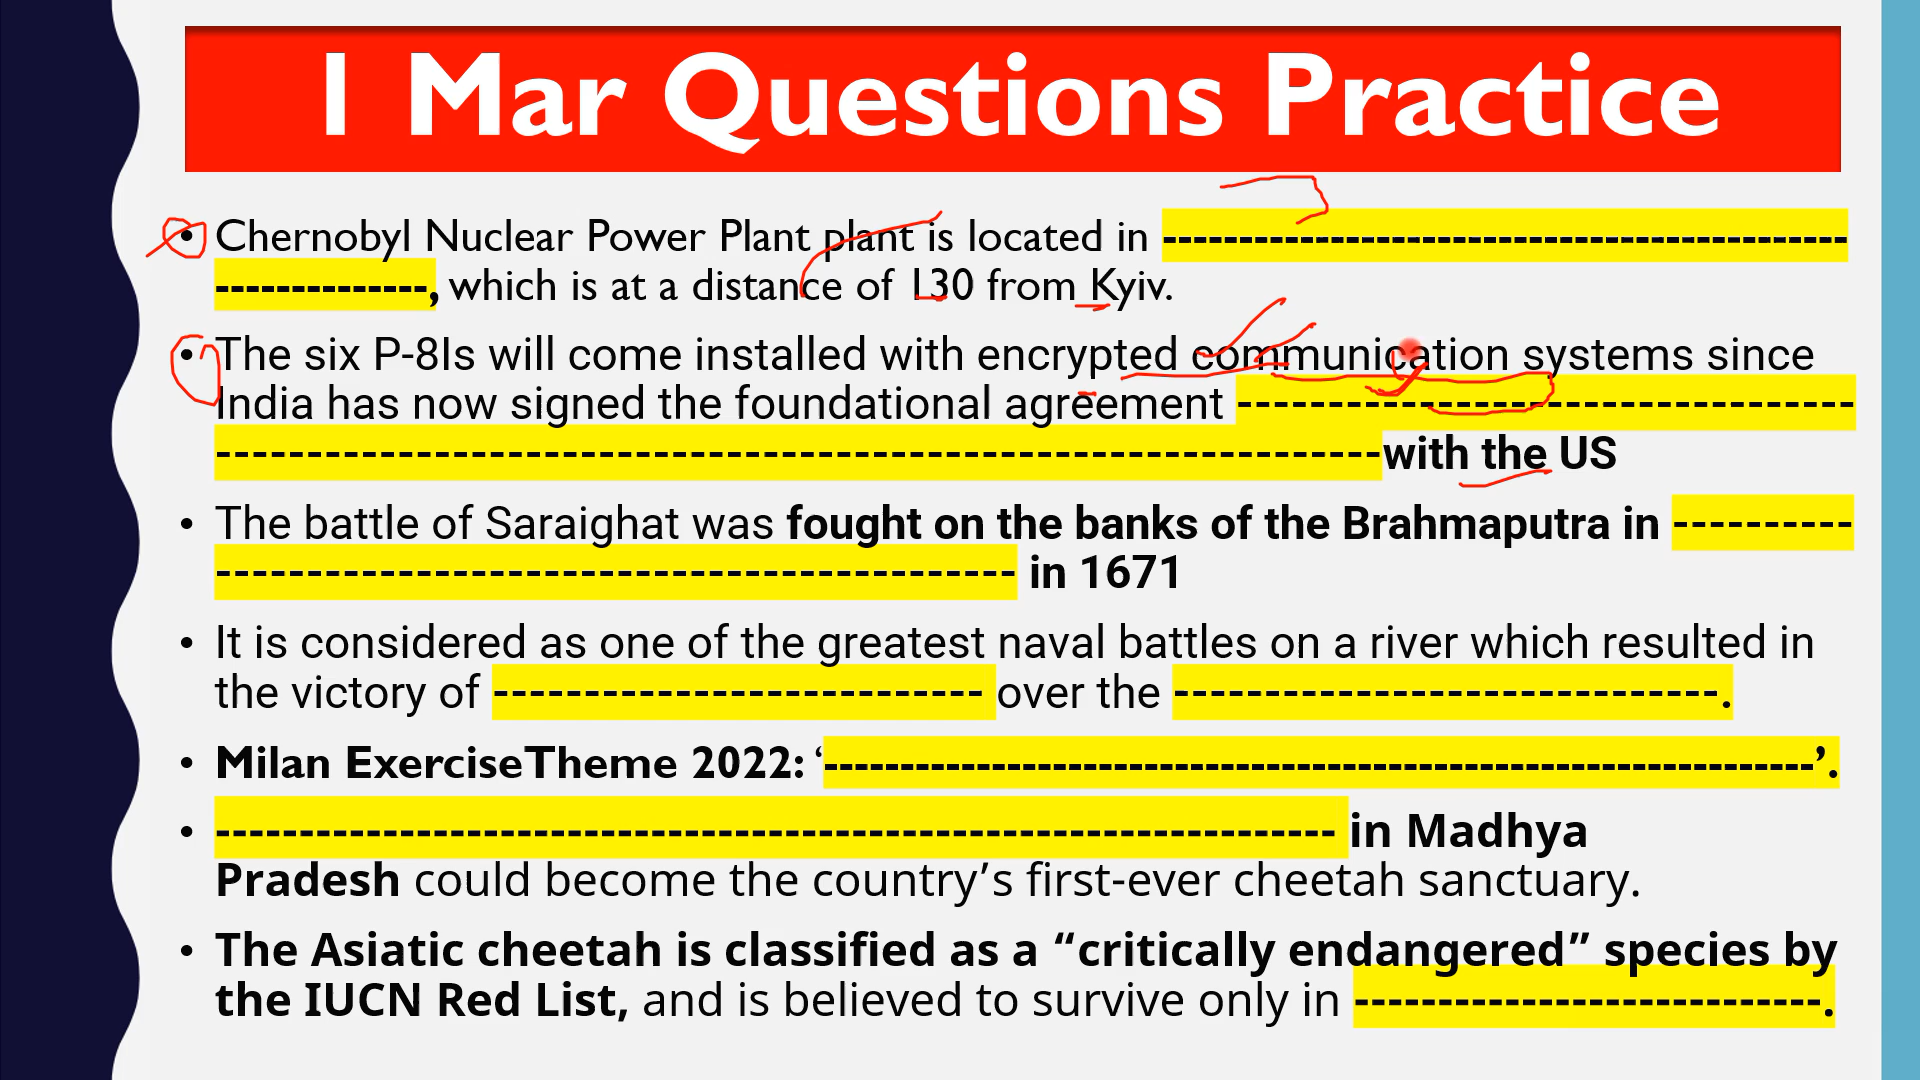 1 Mar Questions Practice
• Chernobyl Nuclear Power Plant plant is located in ---------------------------------------------
--------------, which is at a distance of 130 from Kyiv.
• The six P-8Is will come installed with encrypted communication systems since
India has now signed the foundational agreement ----------------------------------
----------------------------------------------------------------with the US
• The battle of Saraighat was fought on the banks of the Brahmaputra in ----------
-------------------------------------------- in 1671
• It is considered as one of the greatest naval battles on a river which resulted in
the victory of --------------------------- over the ------------------------------.
• Milan Exercise Theme 2022: ‘-----------------------------------------------------------------’.
• ------------------------------------------------------------------- in Madhya
Pradesh could become the country’s first-ever cheetah sanctuary.
• The Asiatic cheetah is classified as a “critically endangered” species by
the IUCN Red List, and is believed to survive only in ----------------------------.